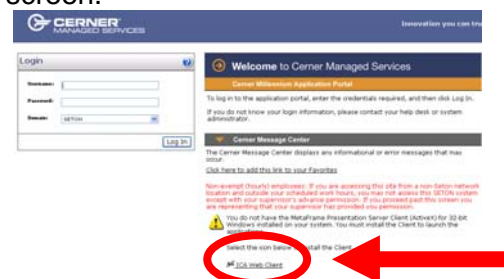 screen.
CERNER
MANAGED SERVICES
Innovation you can tru
Login
Username:
Password:
Domain: SETON
Log In
Welcome to Cerner Managed Services
Cerner Millennium Application Portal
To log in to the application portal, enter the credentials required, and then click Log In.
If you do not know your login information, please contact your help desk or system
administrator.
Cerner Message Center
The Cerner Message Center displays any informational or error messages that may
occur.
Click here to add this link to your Favorites
Non-exempt (hourly) employees: If you are accessing this site from a non-Seton network
location and outside your scheduled work hours, you may not access this SETON system
except with your supervisor's advance permission. If you proceed past this screen you
are representing that your supervisor has provided you permission.
You do not have the MetaFrame Presentation Server Client (ActiveX) for 32-bit
Windows installed on your system. You must install the Client to launch the
applications.
Select the icon below install the Client
ICA Web Client